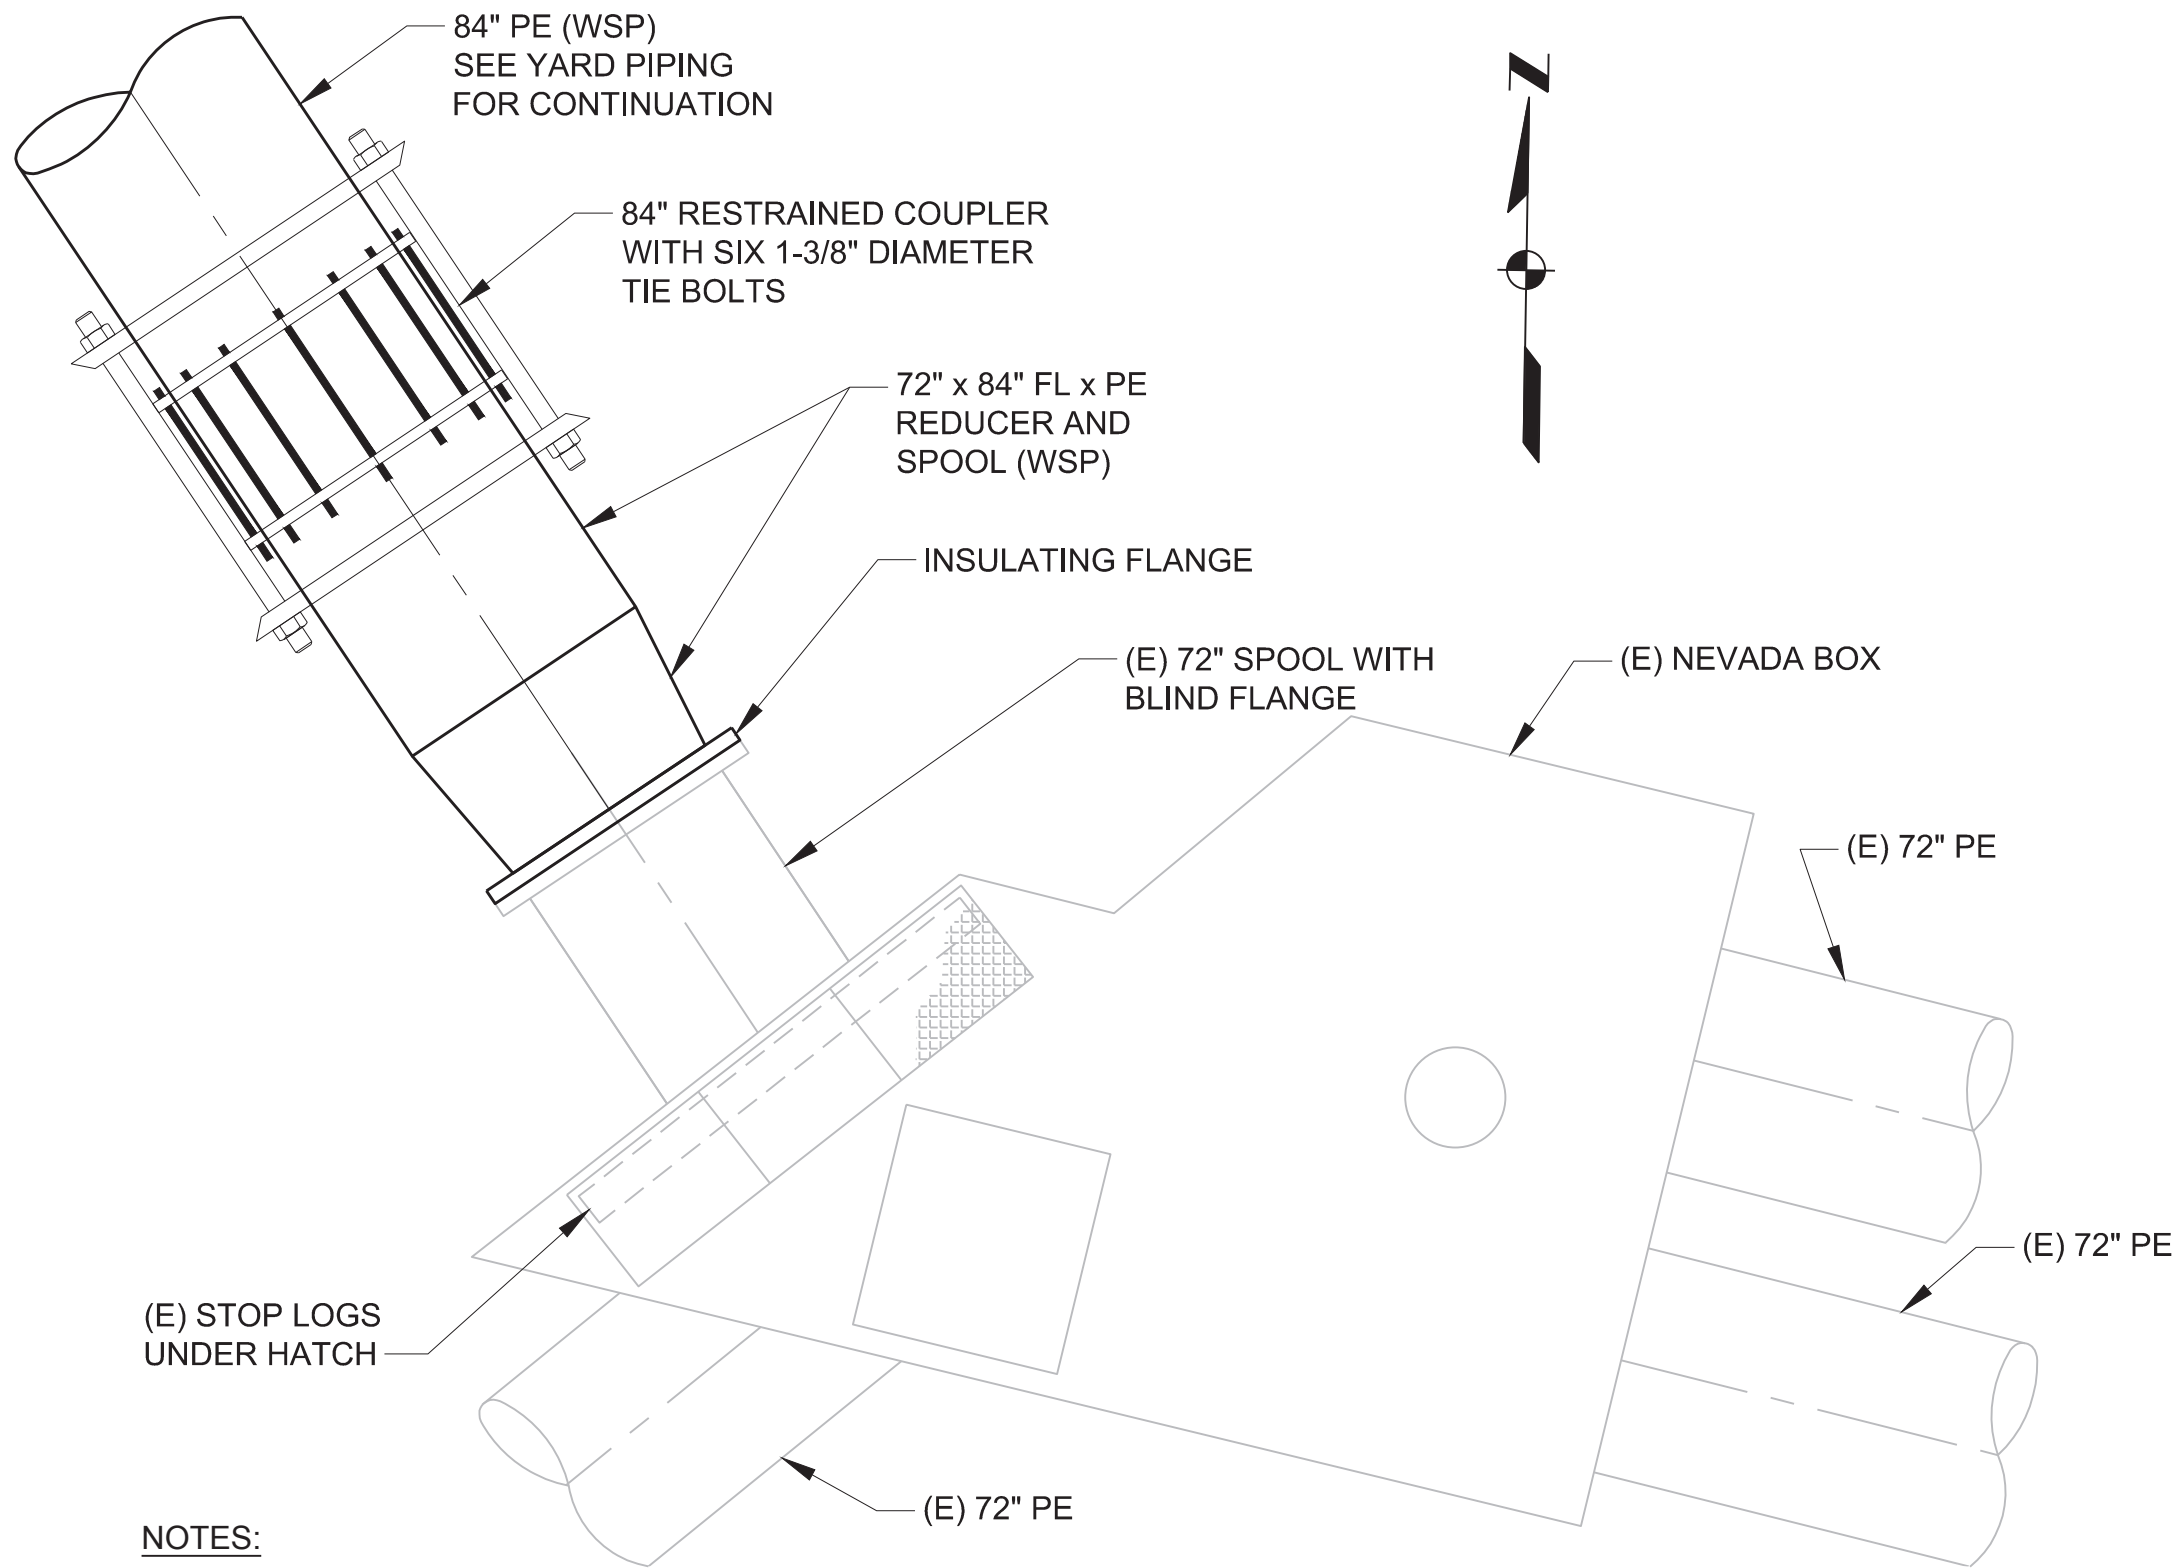 84" PE (WSP)
SEE YARD PIPING
FOR CONTINUATION
N
84" RESTRAINED COUPLER
WITH SIX 1-3/8" DIAMETER
TIE BOLTS
72" x 84" FL x PE
REDUCER AND
SPOOL (WSP)
INSULATING FLANGE
(E) 72" SPOOL WITH
BLIND FLANGE
(E) NEVADA BOX
(E) 72" PE
(E) 72" PE
(E) STOP LOGS
UNDER HATCH
(E) 72" PE
NOTES: